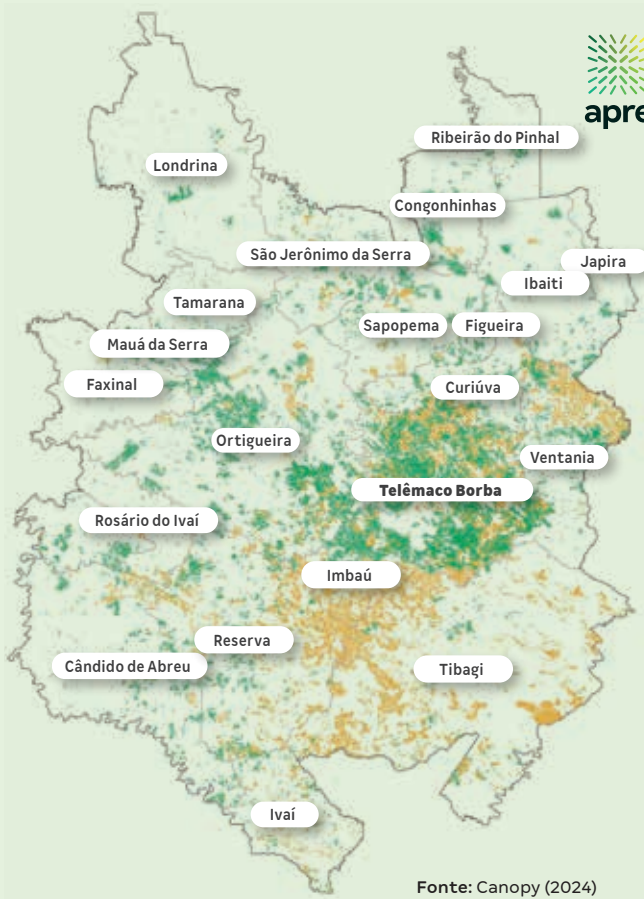 apre
Ribeirão do Pinhal
Londrina
Congonhinhas
São Jerônimo da Serra
Japira
Ibaiti
Tamarana
Sapopema
Figueira
Mauá da Serra
Faxinal
Curiúva
Ortigueira
Ventania
Telêmaco Borba
Rosário do Ivaí
Imbaú
Reserva
Cândido de Abreu
Tibagi
Ivaí
Fonte: Canopy (2024)